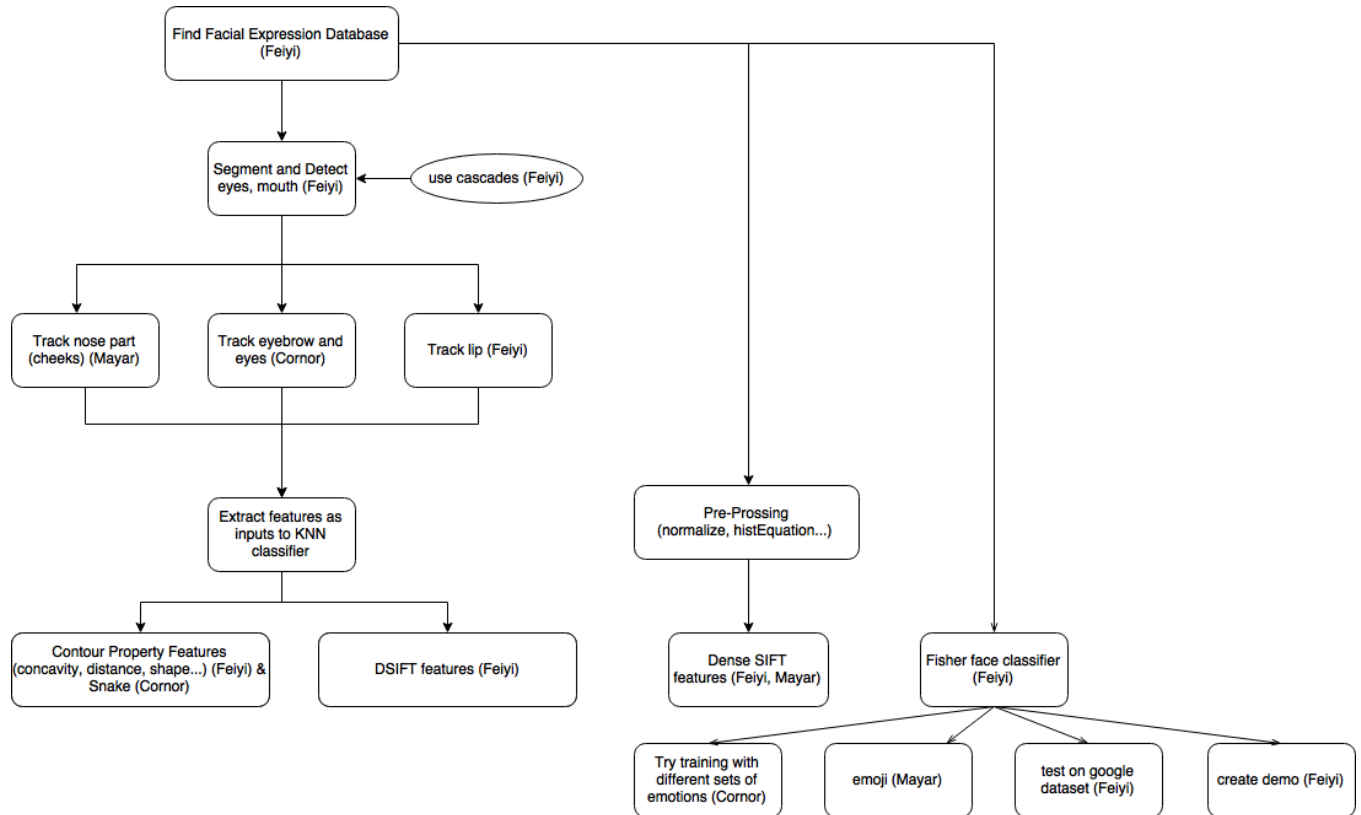 Find Facial Expression Database
(Feiyi)
Segment and Detect
eyes, mouth (Feiyi)
use cascades (Feiyi)
Track nose part
(cheeks) (Mayar)
Track eyebrow and
eyes (Cornor)
Track lip (Feiyi)
Extract features as
inputs to KNN
classifier
Pre-Prossing
(normalize, histEquation...)
Contour Property Features
(concavity, distance, shape...) (Feiyi) &
Snake (Cornor)
DSIFT features (Feiyi)
Dense SIFT
features (Feiyi, Mayar)
Fisher face classifier
(Feiyi)
Try training with
different sets of
emotions (Cornor)
emoji (Mayar)
test on google
dataset (Feiyi)
create demo (Feiyi)